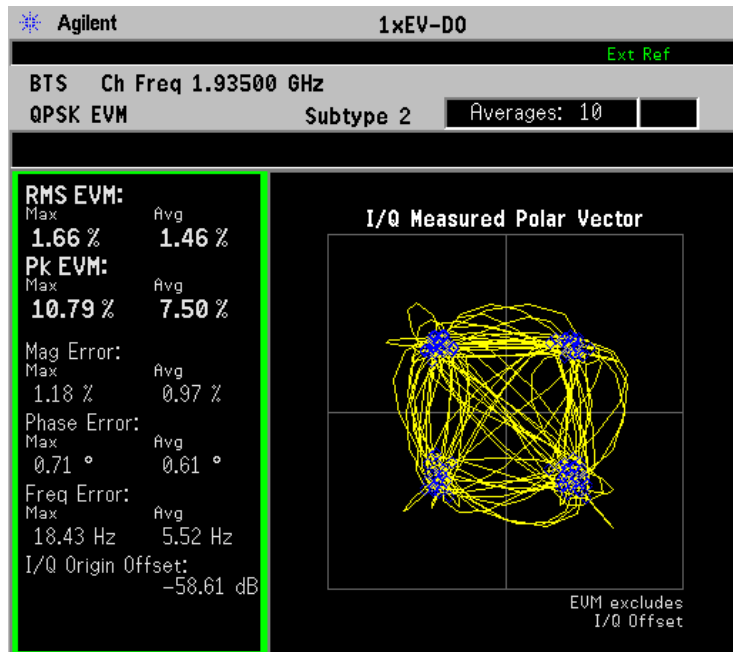 Agilent 1xEV-DO
Ext Ref
BTS Ch Freq 1.93500 GHz
QPSK EVM Subtype 2 Averages: 10
RMS EVM:
Max Avg
1.66 % 1.46 %
Pk EVM:
Max Avg
10.79 % 7.50 %
Mag Error:
Max Avg
1.18 % 0.97 %
Phase Error:
Max Avg
0.71 ° 0.61 °
Freq Error:
Max Avg
18.43 Hz 5.52 Hz
I/Q Origin Offset:
-58.61 dB
I/Q Measured Polar Vector
EVM excludes
I/Q Offset